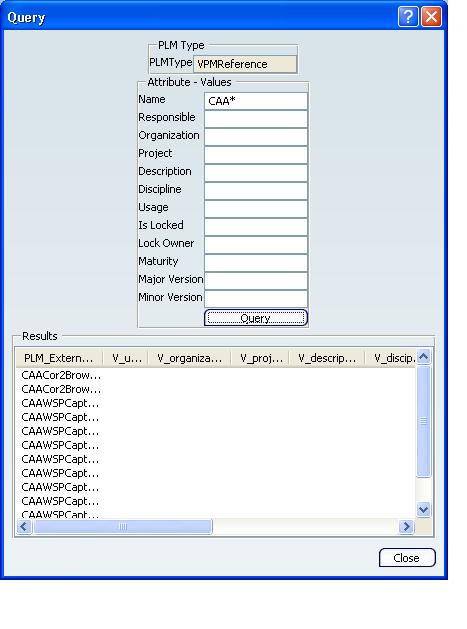 Query
PLM Type
PLMType VPMReference
Attribute - Values
Name CAA*
Responsible
Organization
Project
Description
Discipline
Usage
Is Locked
Lock Owner
Maturity
Major Version
Minor Version
Query
Results
PLM_Extern... V_u... V_organiza... V_proj... V_descrip... V_discip.
CAACor2Brow...
CAACor2Brow...
CAAWSPCapt...
CAAWSPCapt...
CAAWSPCapt...
CAAWSPCapt...
CAAWSPCapt...
CAAWSPCapt...
CAAWSPCapt...
CAAWSPCapt...
CAAWSPCapt...
Close